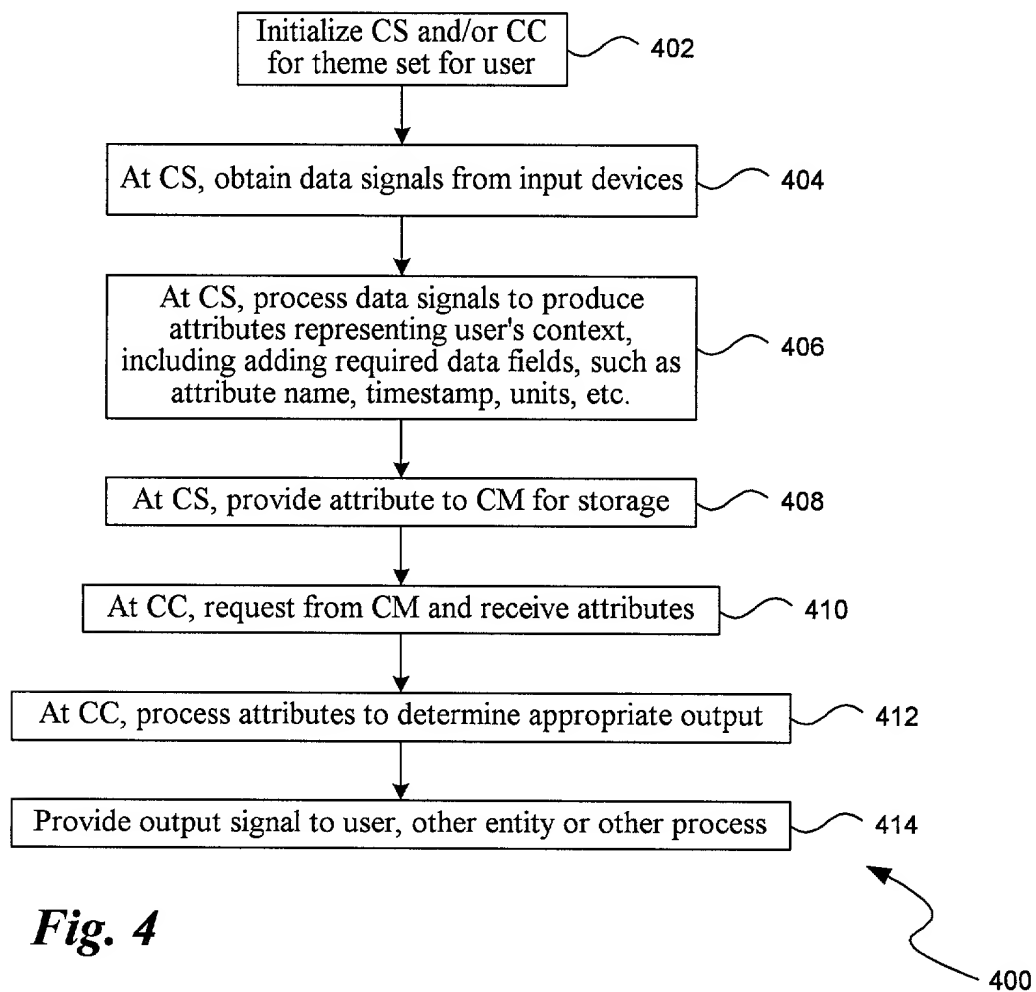 Initialize CS and/or CC
for theme set for user
402
At CS, obtain data signals from input devices
404
At CS, process data signals to produce
attributes representing user's context,
including adding required data fields, such as
attribute name, timestamp, units, etc.
406
At CS, provide attribute to CM for storage
408
At CC, request from CM and receive attributes
410
At CC, process attributes to determine appropriate output
412
Provide output signal to user, other entity or other process
414
Fig. 4
400